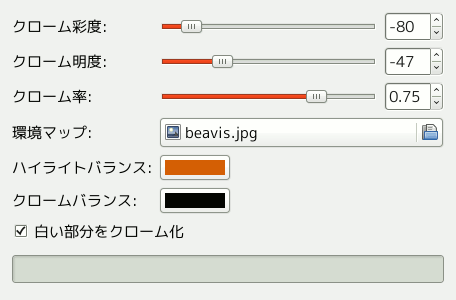 クローム彩度: -80
クローム明度: -47
クローム率: 0.75
環境マップ: beavis.jpg
ハイライトバランス:
クロームバランス:
白い部分をクローム化